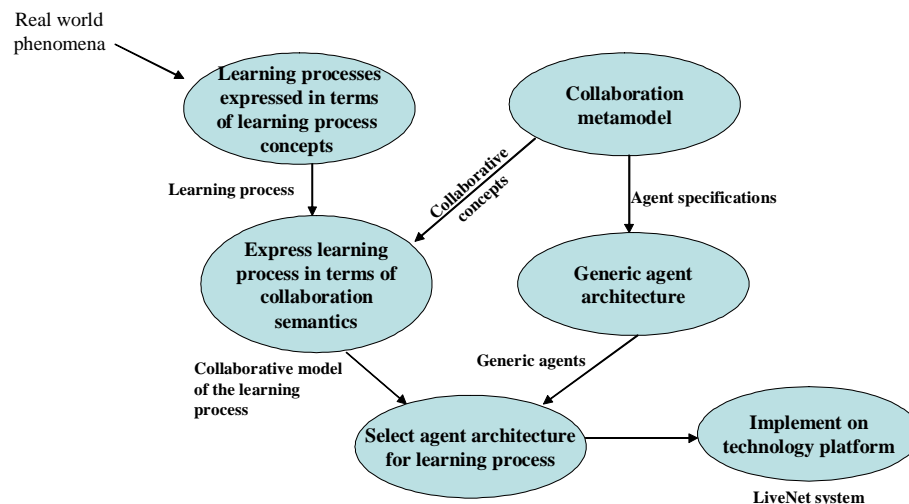 Real world
phenomena
Learning processes
expressed in terms
of learning process
concepts
Collaboration
metamodel
Learning process
Collaborative
concepts
Agent specifications
Express learning
process in terms of
collaboration
semantics
Generic agent
architecture
Collaborative model
of the learning
process
Generic agents
Select agent architecture
for learning process
Implement on
technology platform
LiveNet system